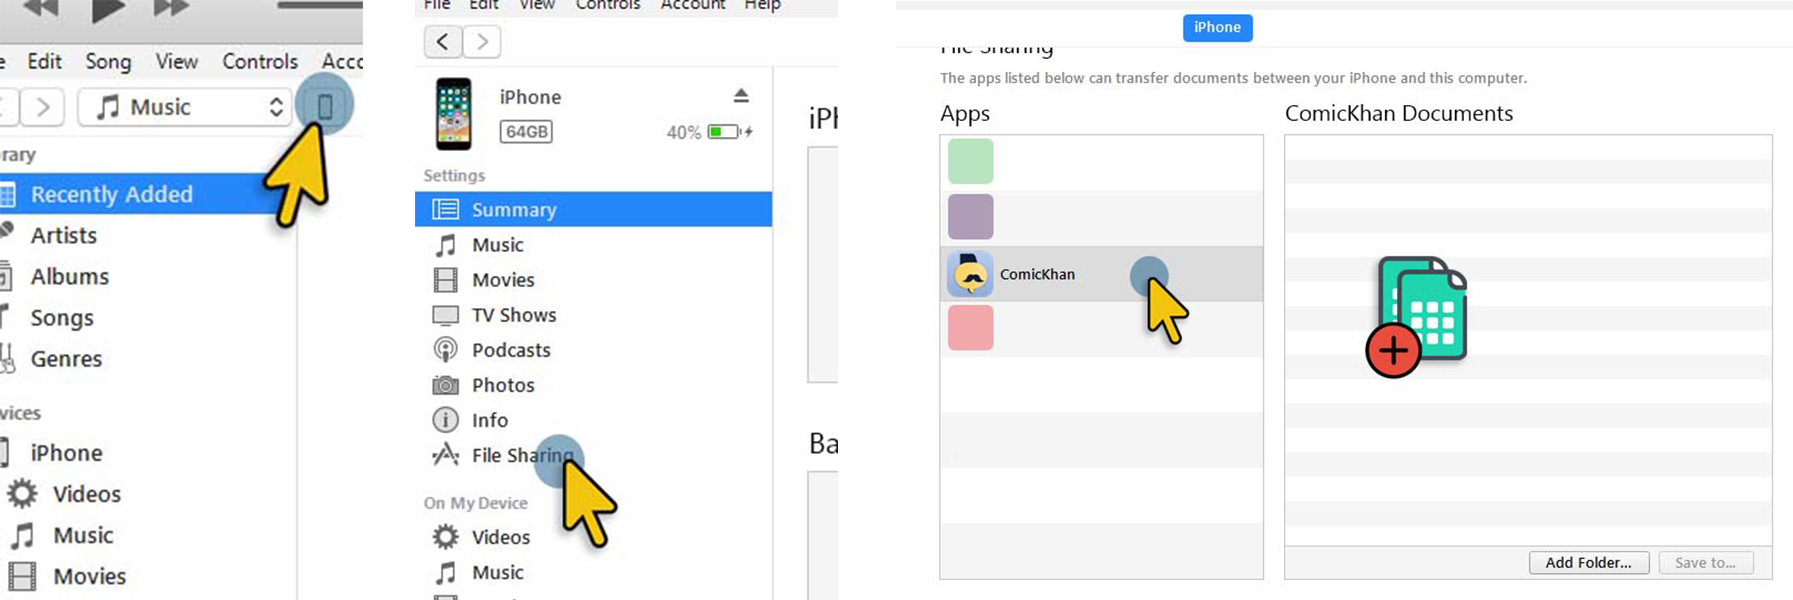 Edit Song View Controls Acco
Music
rary
Recently Added
Artists
Albums
Songs
Genres
vices
iPhone
Videos
Music
Movies
File Edit View Controls Account Help
iPhone
64GB
40%
Settings
Summary
Music
Movies
TV Shows
Podcasts
Photos
Info
File Sharing
On My Device
Videos
Music
iPh
Ba
iPhone
File Sharing
The apps listed below can transfer documents between your iPhone and this computer.
Apps
ComicKhan
ComicKhan Documents
Add Folder...
Save to...